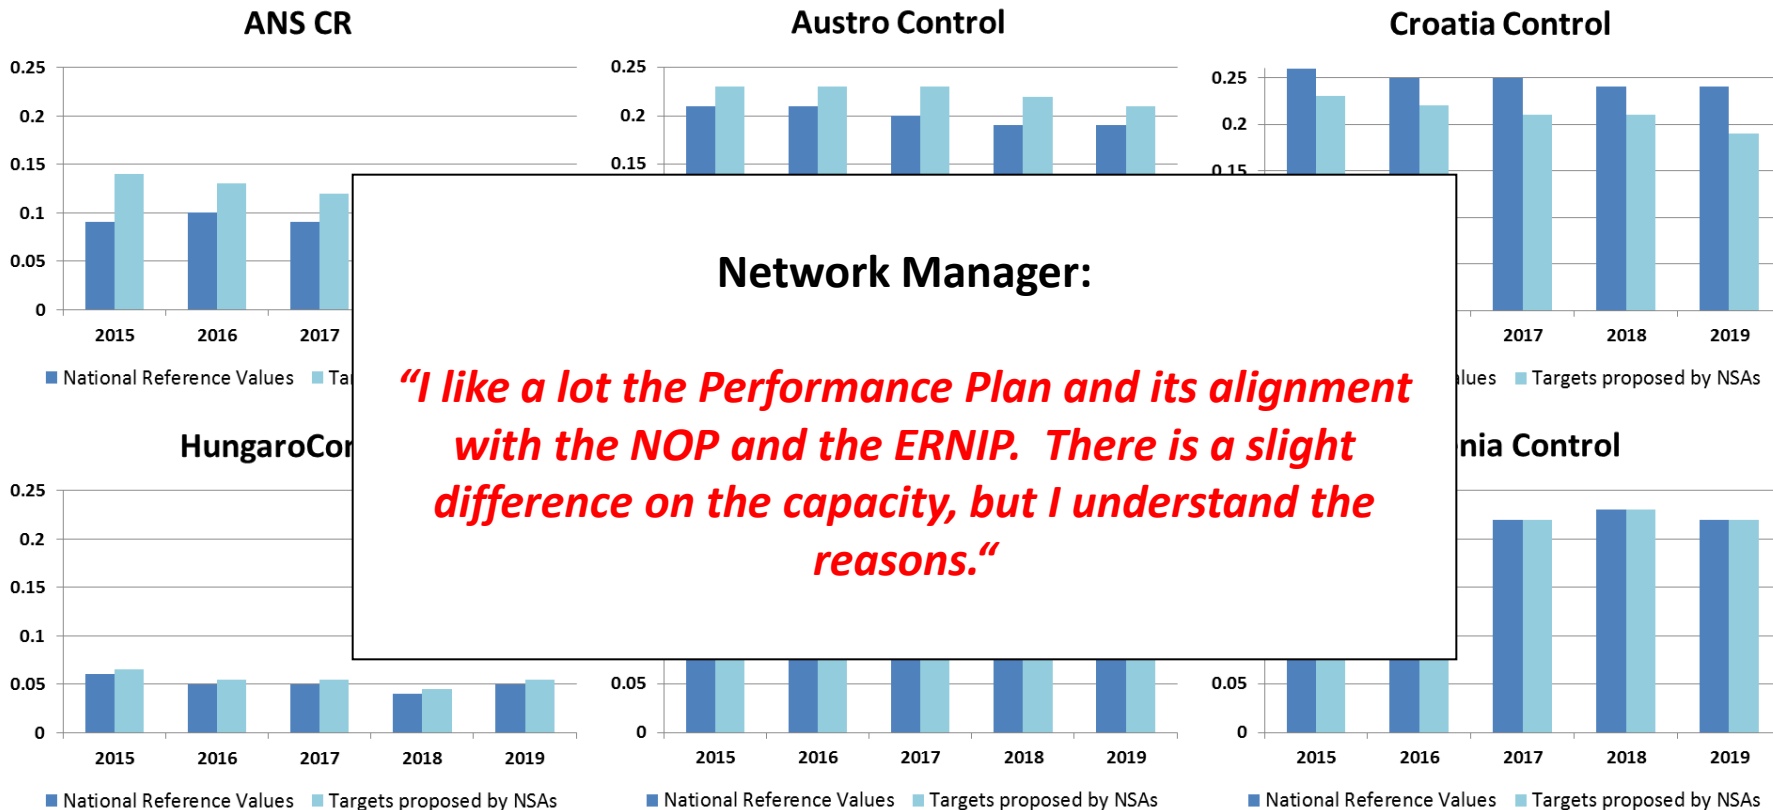 ANS CR
0.25
0.2
0.15
0.1
0.05
0
2015 2016 2017
National Reference Values
Austro Control
0.25
0.2
0.15
Croatia Control
0.25
0.2
0.15
2017 2018 2019
Targets proposed by NSAs
Network Manager:
“I like a lot the Performance Plan and its alignment
with the NOP and the ERNIP. There is a slight
difference on the capacity, but I understand the
reasons.“
0.25
0.2
0.15
0.1
0.05
0
2015 2016 2017 2018 2019
National Reference Values Targets proposed by NSAs
0.05
0
2015 2016 2017 2018 2019
National Reference Values Targets proposed by NSAs
Control
0.05
0
2015 2016 2017 2018 2019
National Reference Values Targets proposed by NSAs